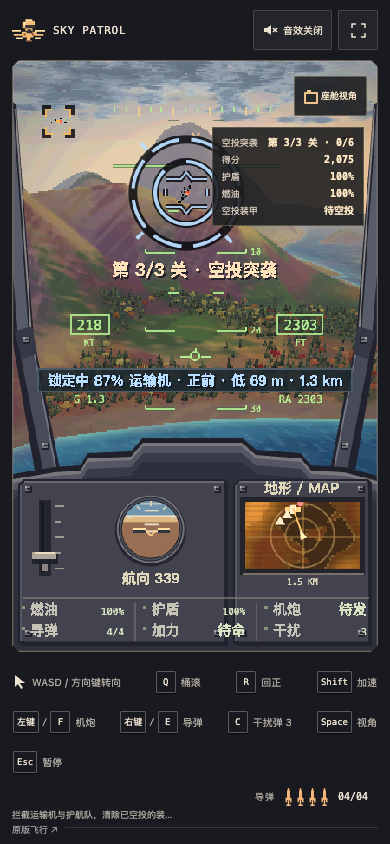 SKY PATROL
音效关闭
座舱视角
空投突袭 第 3/3 关 · 0/6
得分 2,075
护盾 100%
燃油 100%
空投装甲 待空投
10
第 3/3 关 · 空投突袭
218
KT
20
2303
FT
锁定中 87% 运输机 · 正前 · 低 69 m · 1.3 km
G 1.3
RA 2303
30
地形 / MAP
航向 339
1.5 KM
燃油 100% 护盾 100% 机炮 待发
导弹 4/4 加力 待命 干扰 3
WASD / 方向键转向 Q 桶滚 R 回正 Shift 加速
左键 / F 机炮 右键 / E 导弹 C 干扰弹 3 Space 视角
Esc 暂停
导弹 04/04
拦截运输机与护航队，清除已空投的装...
原版飞行 ↗